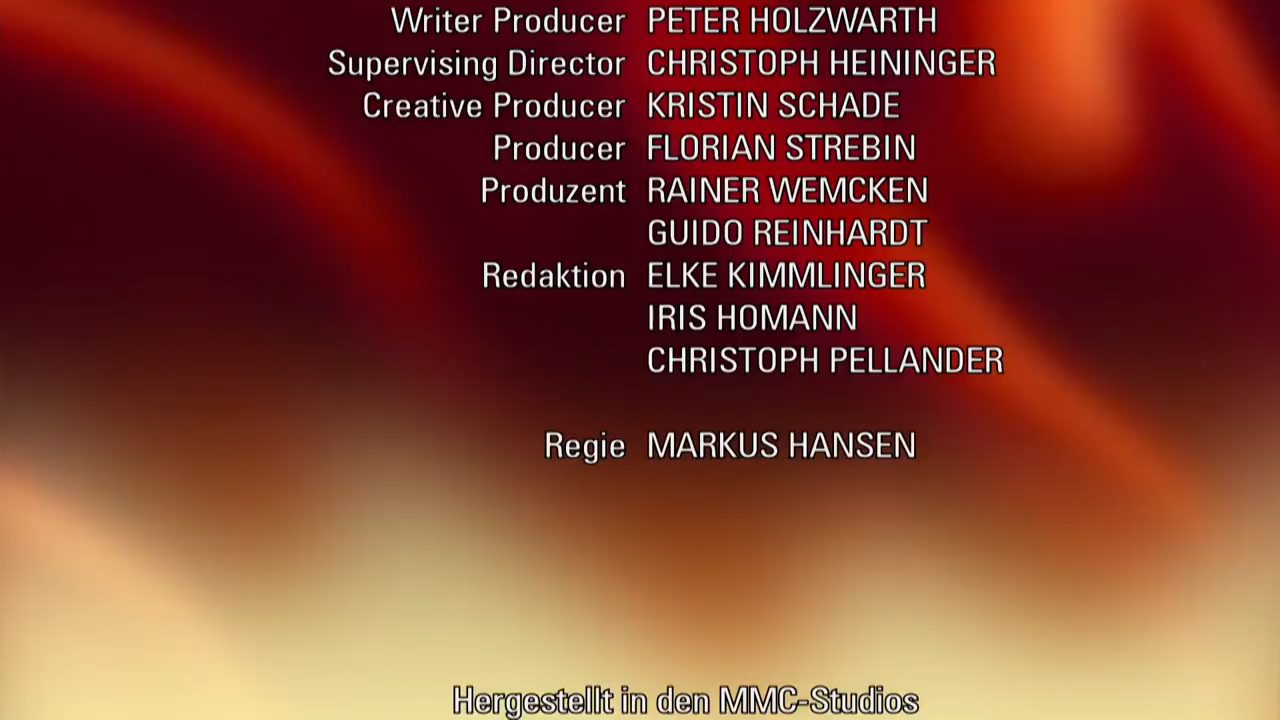 Writer Producer PETER HOLZWARTH
Supervising Director CHRISTOPH HEININGER
Creative Producer KRISTIN SCHADE
Producer FLORIAN STREBIN
Produzent RAINER WEMCKEN
GUIDO REINHARDT
Redaktion ELKE KIMMLINGER
IRIS HOMANN
CHRISTOPH PELLANDER
Regie MARKUS HANSEN
Hergestellt in den MMC-Studios